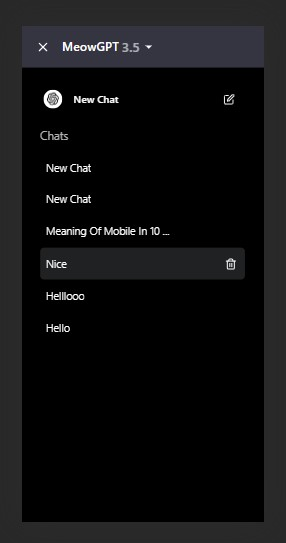 MeowGPT 3.5
New Chat
Chats
New Chat
New Chat
Meaning Of Mobile In 10 ...
Nice
Helllooo
Hello